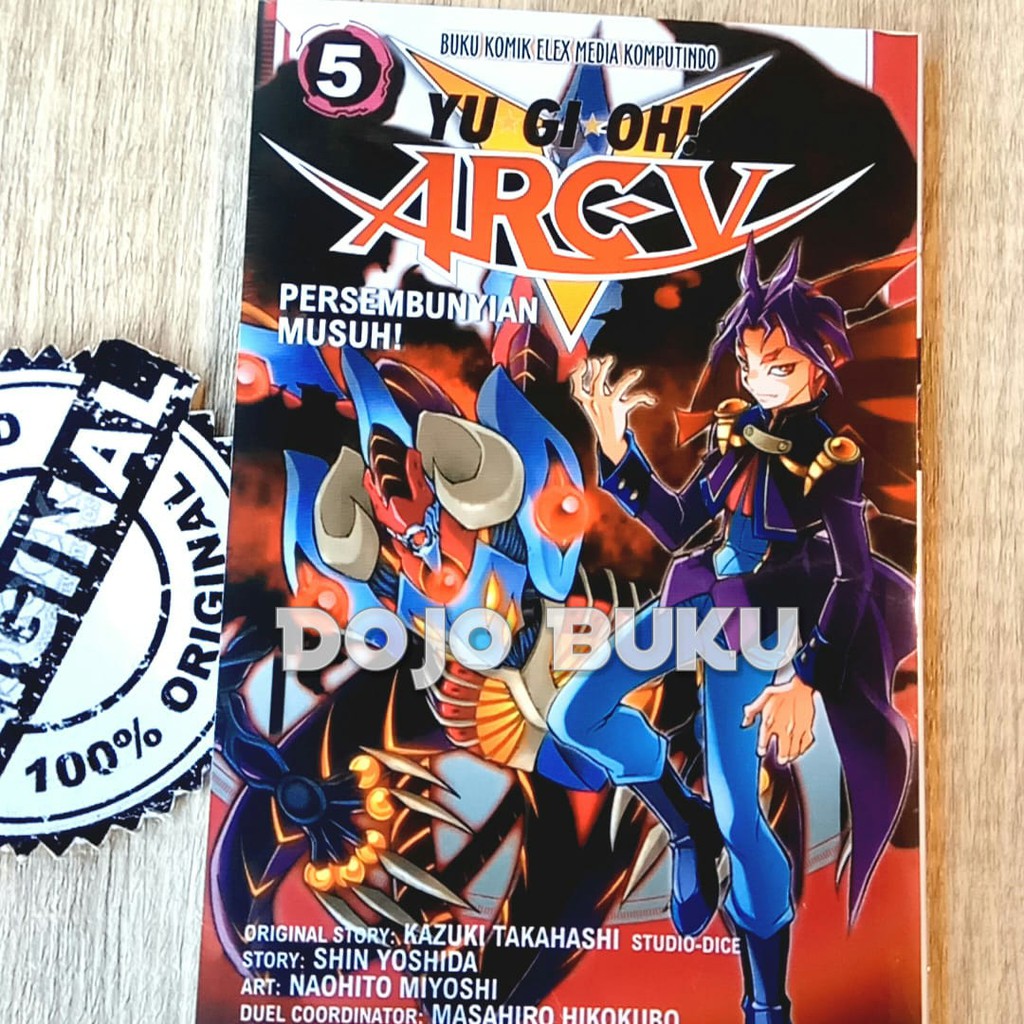 5
BUKU KOMIK ELEX MEDIA KOMPUTINDO
YU GI OH!
ARC-V
PERSEMBUNYIAN
MUSUH!
ORIGINAL
100% ORIGINAL
DOJO BUKU
ORIGINAL STORY: KAZUKI TAKAHASHI STUDIO-DICE
STORY: SHIN YOSHIDA
ART: NAOHITO MIYOSHI
DUEL COORDINATOR: MASAHIRO HIKOKUBO